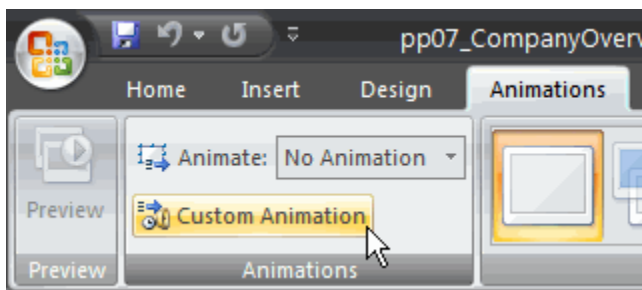 pp07_CompanyOverv
Home Insert Design Animations
Animate: No Animation
Preview
Custom Animation
Preview Animations